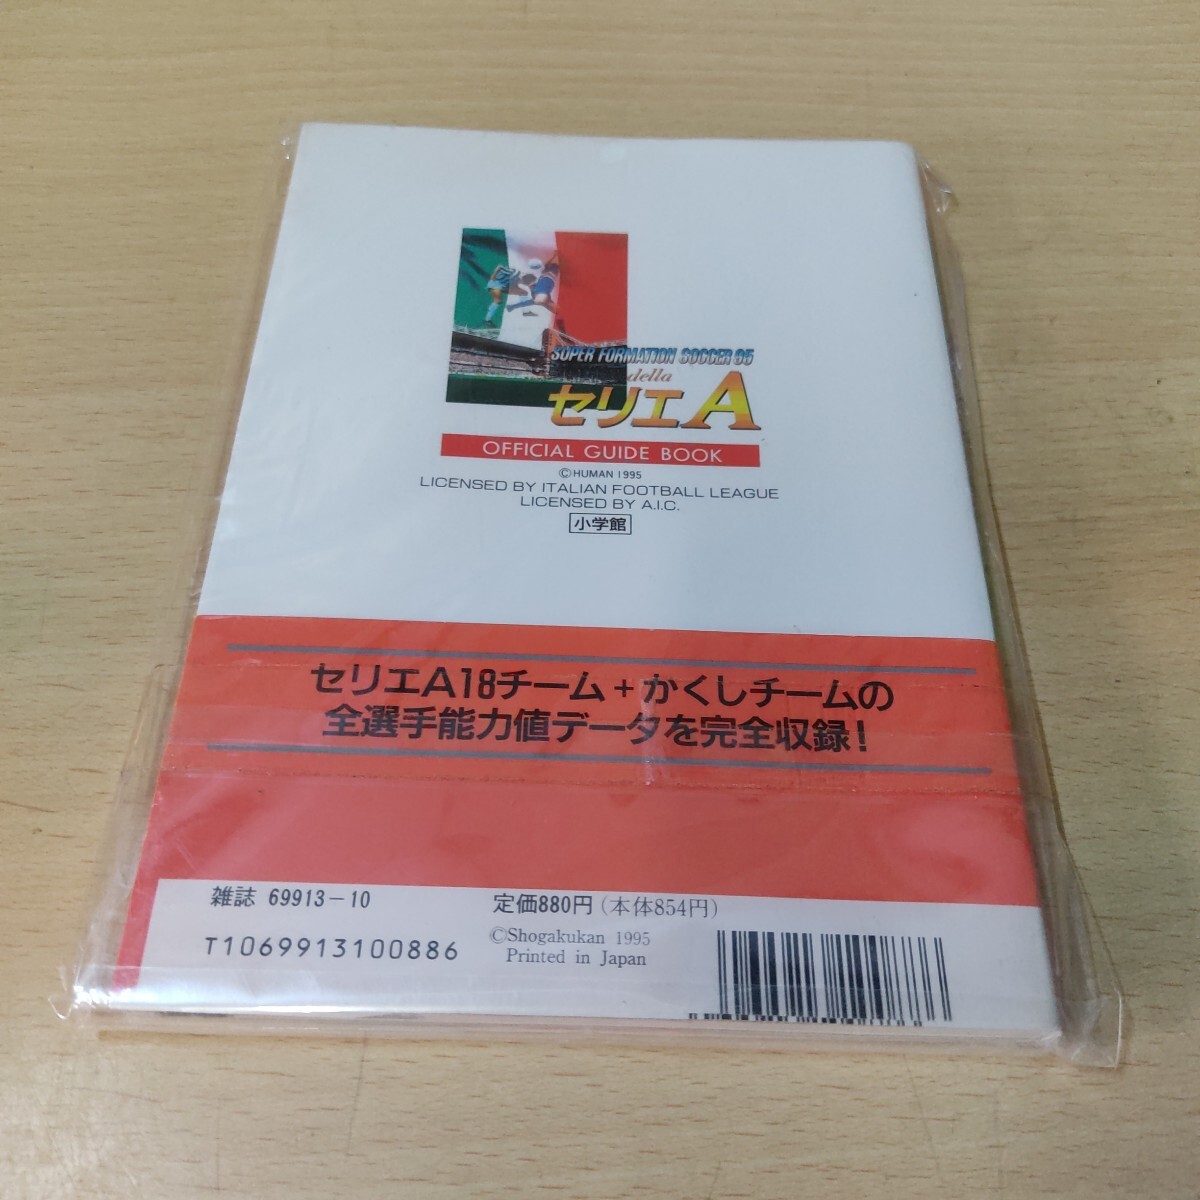 SUPER FORMATION SOCCER 95
della
セリエA
OFFICIAL GUIDE BOOK
©HUMAN 1995
LICENSED BY ITALIAN FOOTBALL LEAGUE
LICENSED BY A.I.C.
小学館
セリエA18チーム+かくしチームの
全選手能力値データを完全収録!
雑誌 69913-10
定価880円(本体854円)
T1069913100886
©Shogakukan 1995
Printed in Japan